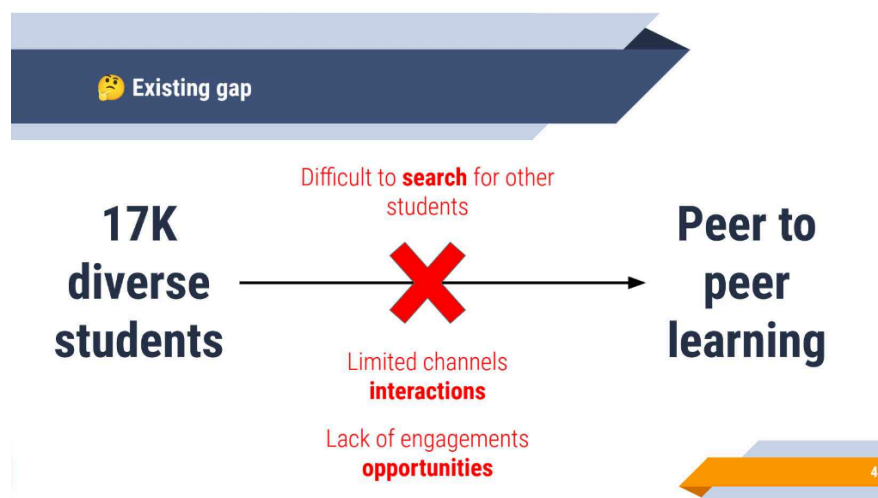 🤔 Existing gap
Difficult to search for other
students
17K
diverse
students
Peer to
peer
learning
Limited channels
interactions
Lack of engagements
opportunities
4